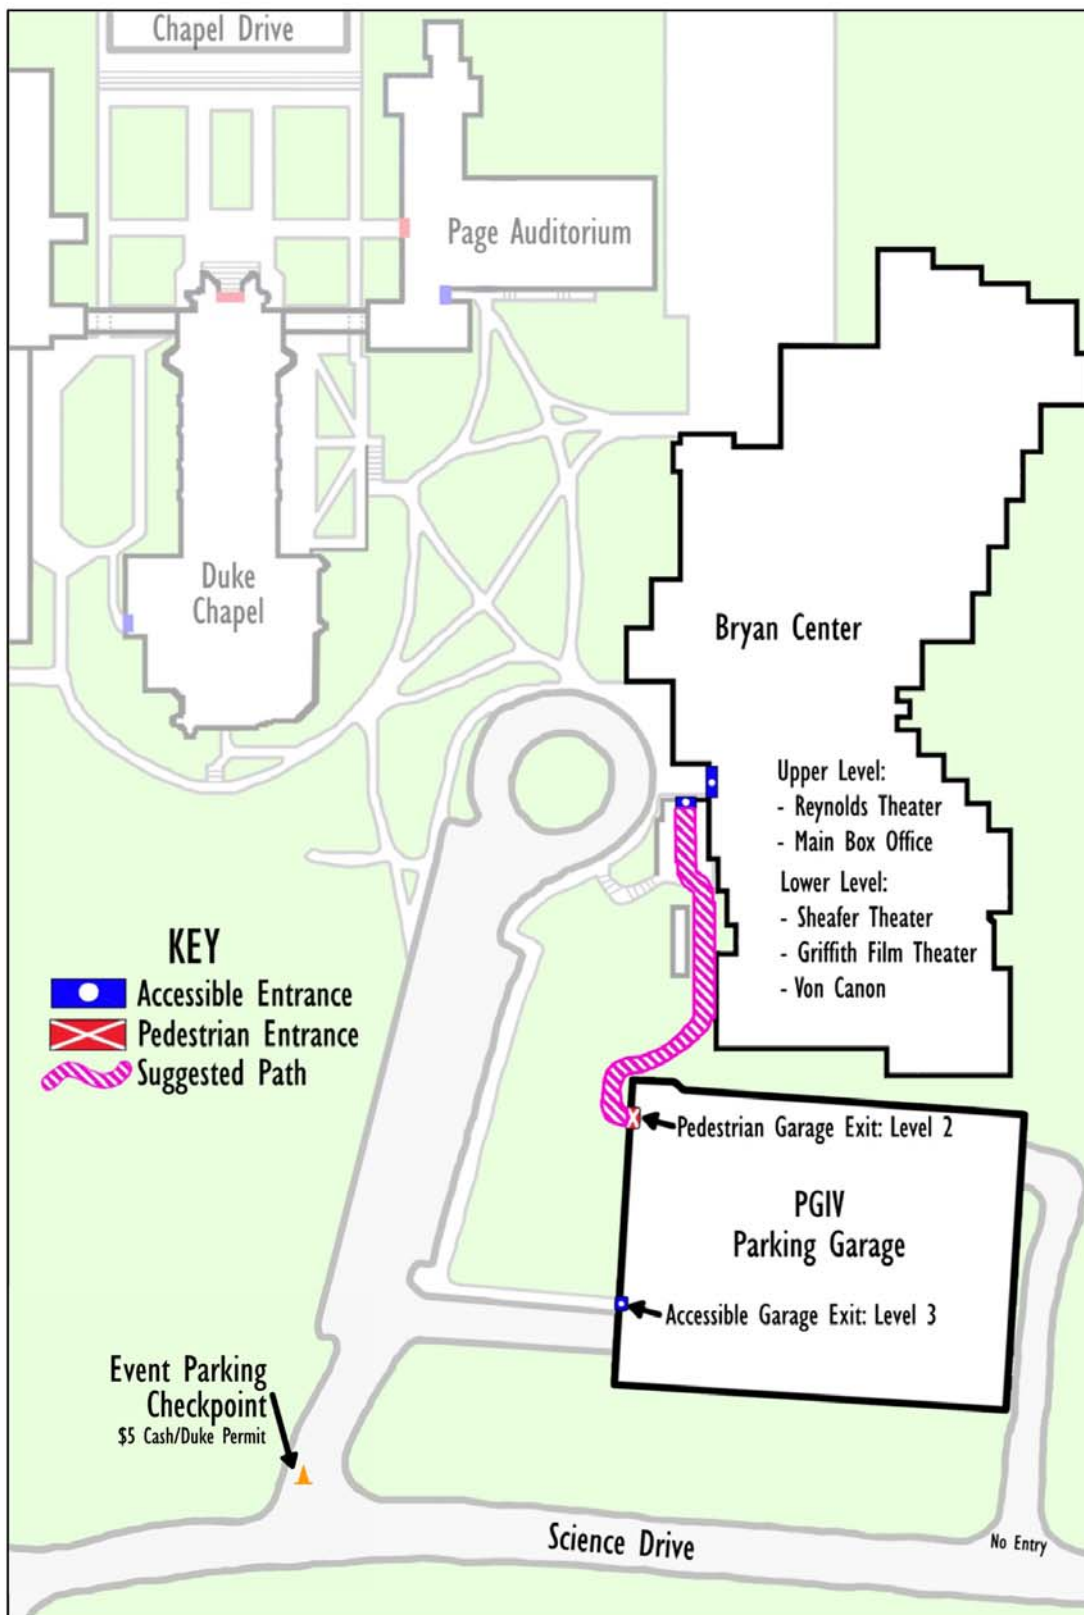 Chapel Drive
Page Auditorium
Duke
Chapel
Bryan Center
Upper Level:
- Reynolds Theater
- Main Box Office
Lower Level:
- Sheafer Theater
- Griffith Film Theater
- Von Canon
KEY
Accessible Entrance
Pedestrian Entrance
Suggested Path
Pedestrian Garage Exit: Level 2
PGIV
Parking Garage
Accessible Garage Exit: Level 3
Event Parking
Checkpoint
$5 Cash/Duke Permit
Science Drive
No Entry